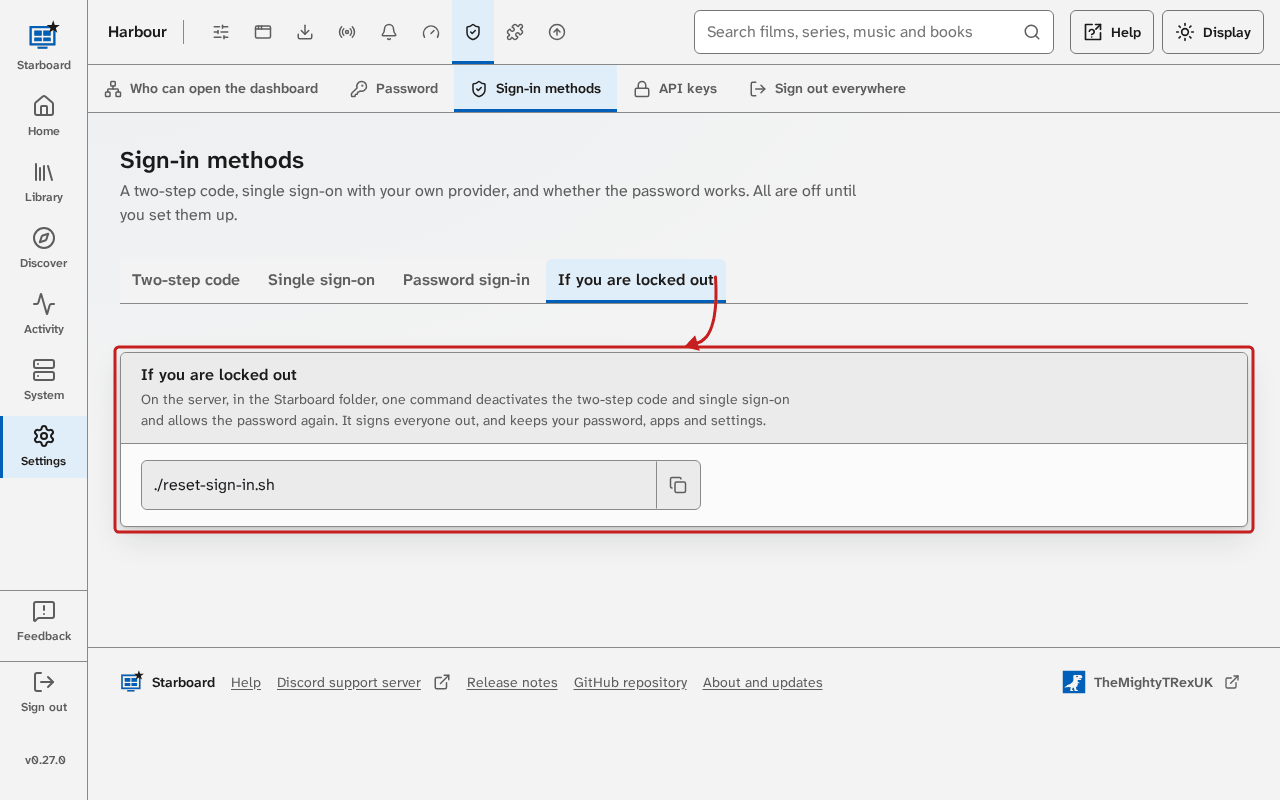 Starboard
Home
Library
Discover
Activity
System
Settings
Feedback
Sign out
v0.27.0
Harbour
Search films, series, music and books
Help
Display
Who can open the dashboard
Password
Sign-in methods
API keys
Sign out everywhere
Sign-in methods
A two-step code, single sign-on with your own provider, and whether the password works. All are off until
you set them up.
Two-step code
Single sign-on
Password sign-in
If you are locked out
If you are locked out
On the server, in the Starboard folder, one command deactivates the two-step code and single sign-on
and allows the password again. It signs everyone out, and keeps your password, apps and settings.
./reset-sign-in.sh
Starboard
Help
Discord support server
Release notes
GitHub repository
About and updates
TheMightyTRexUK